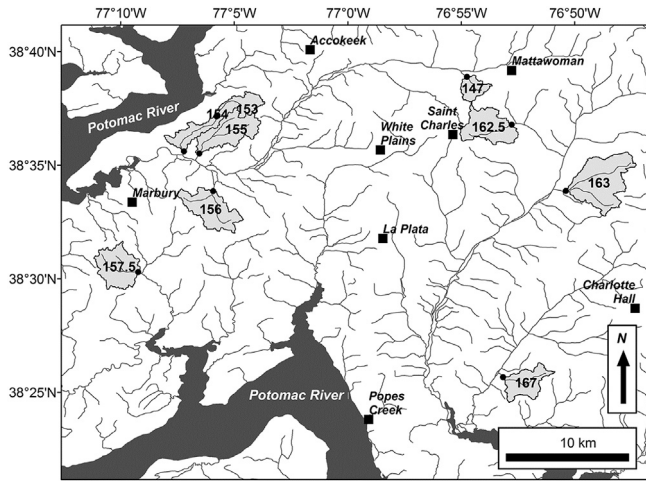 77°10'W
77°5'W
77°0'W
76°55'W
76°50'W
38°40'N
38°35'N
38°30'N
38°25'N
Accokeek
Mattawoman
Potomac River
154
153
155
147
Saint
Charles
162.5
White
Plains
163
Marbury
156
La Plata
157.5
Charlotte
Hall
N
Potomac River
167
Popes
Creek
10 km